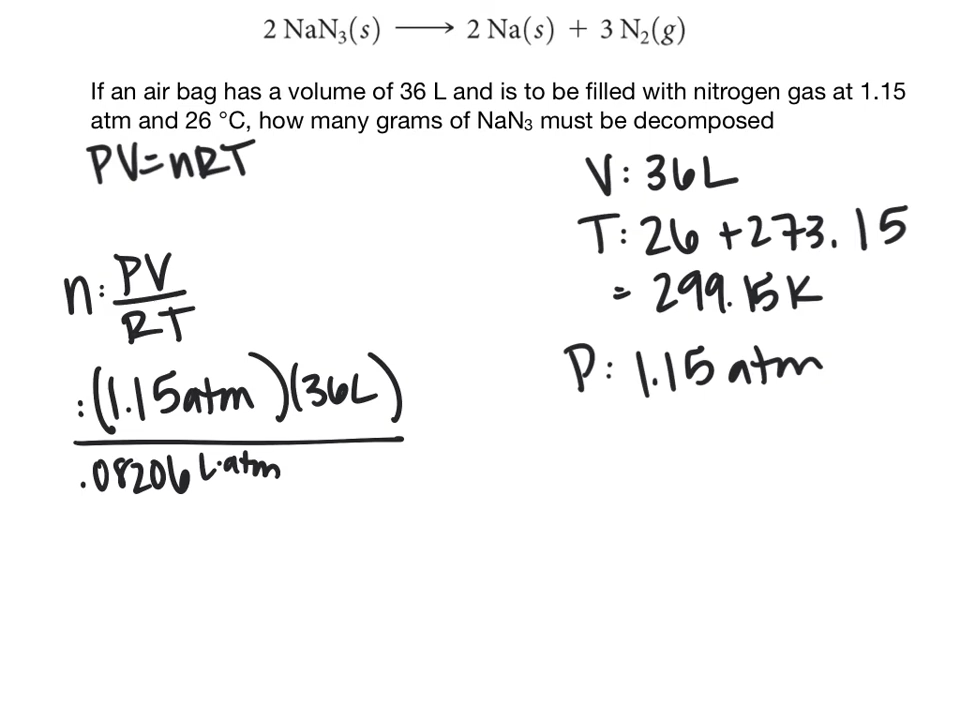 2 NaN₃(s) ⟶ 2 Na(s) + 3 N₂(g)
If an air bag has a volume of 36 L and is to be filled with nitrogen gas at 1.15
atm and 26 °C, how many grams of NaN₃ must be decomposed
PV=nRT
n: PV
RT
:(1.15atm)(36L)
.08206 L·atm
V: 36L
T: 26 +273.15
= 299.15K
P: 1.15 atm